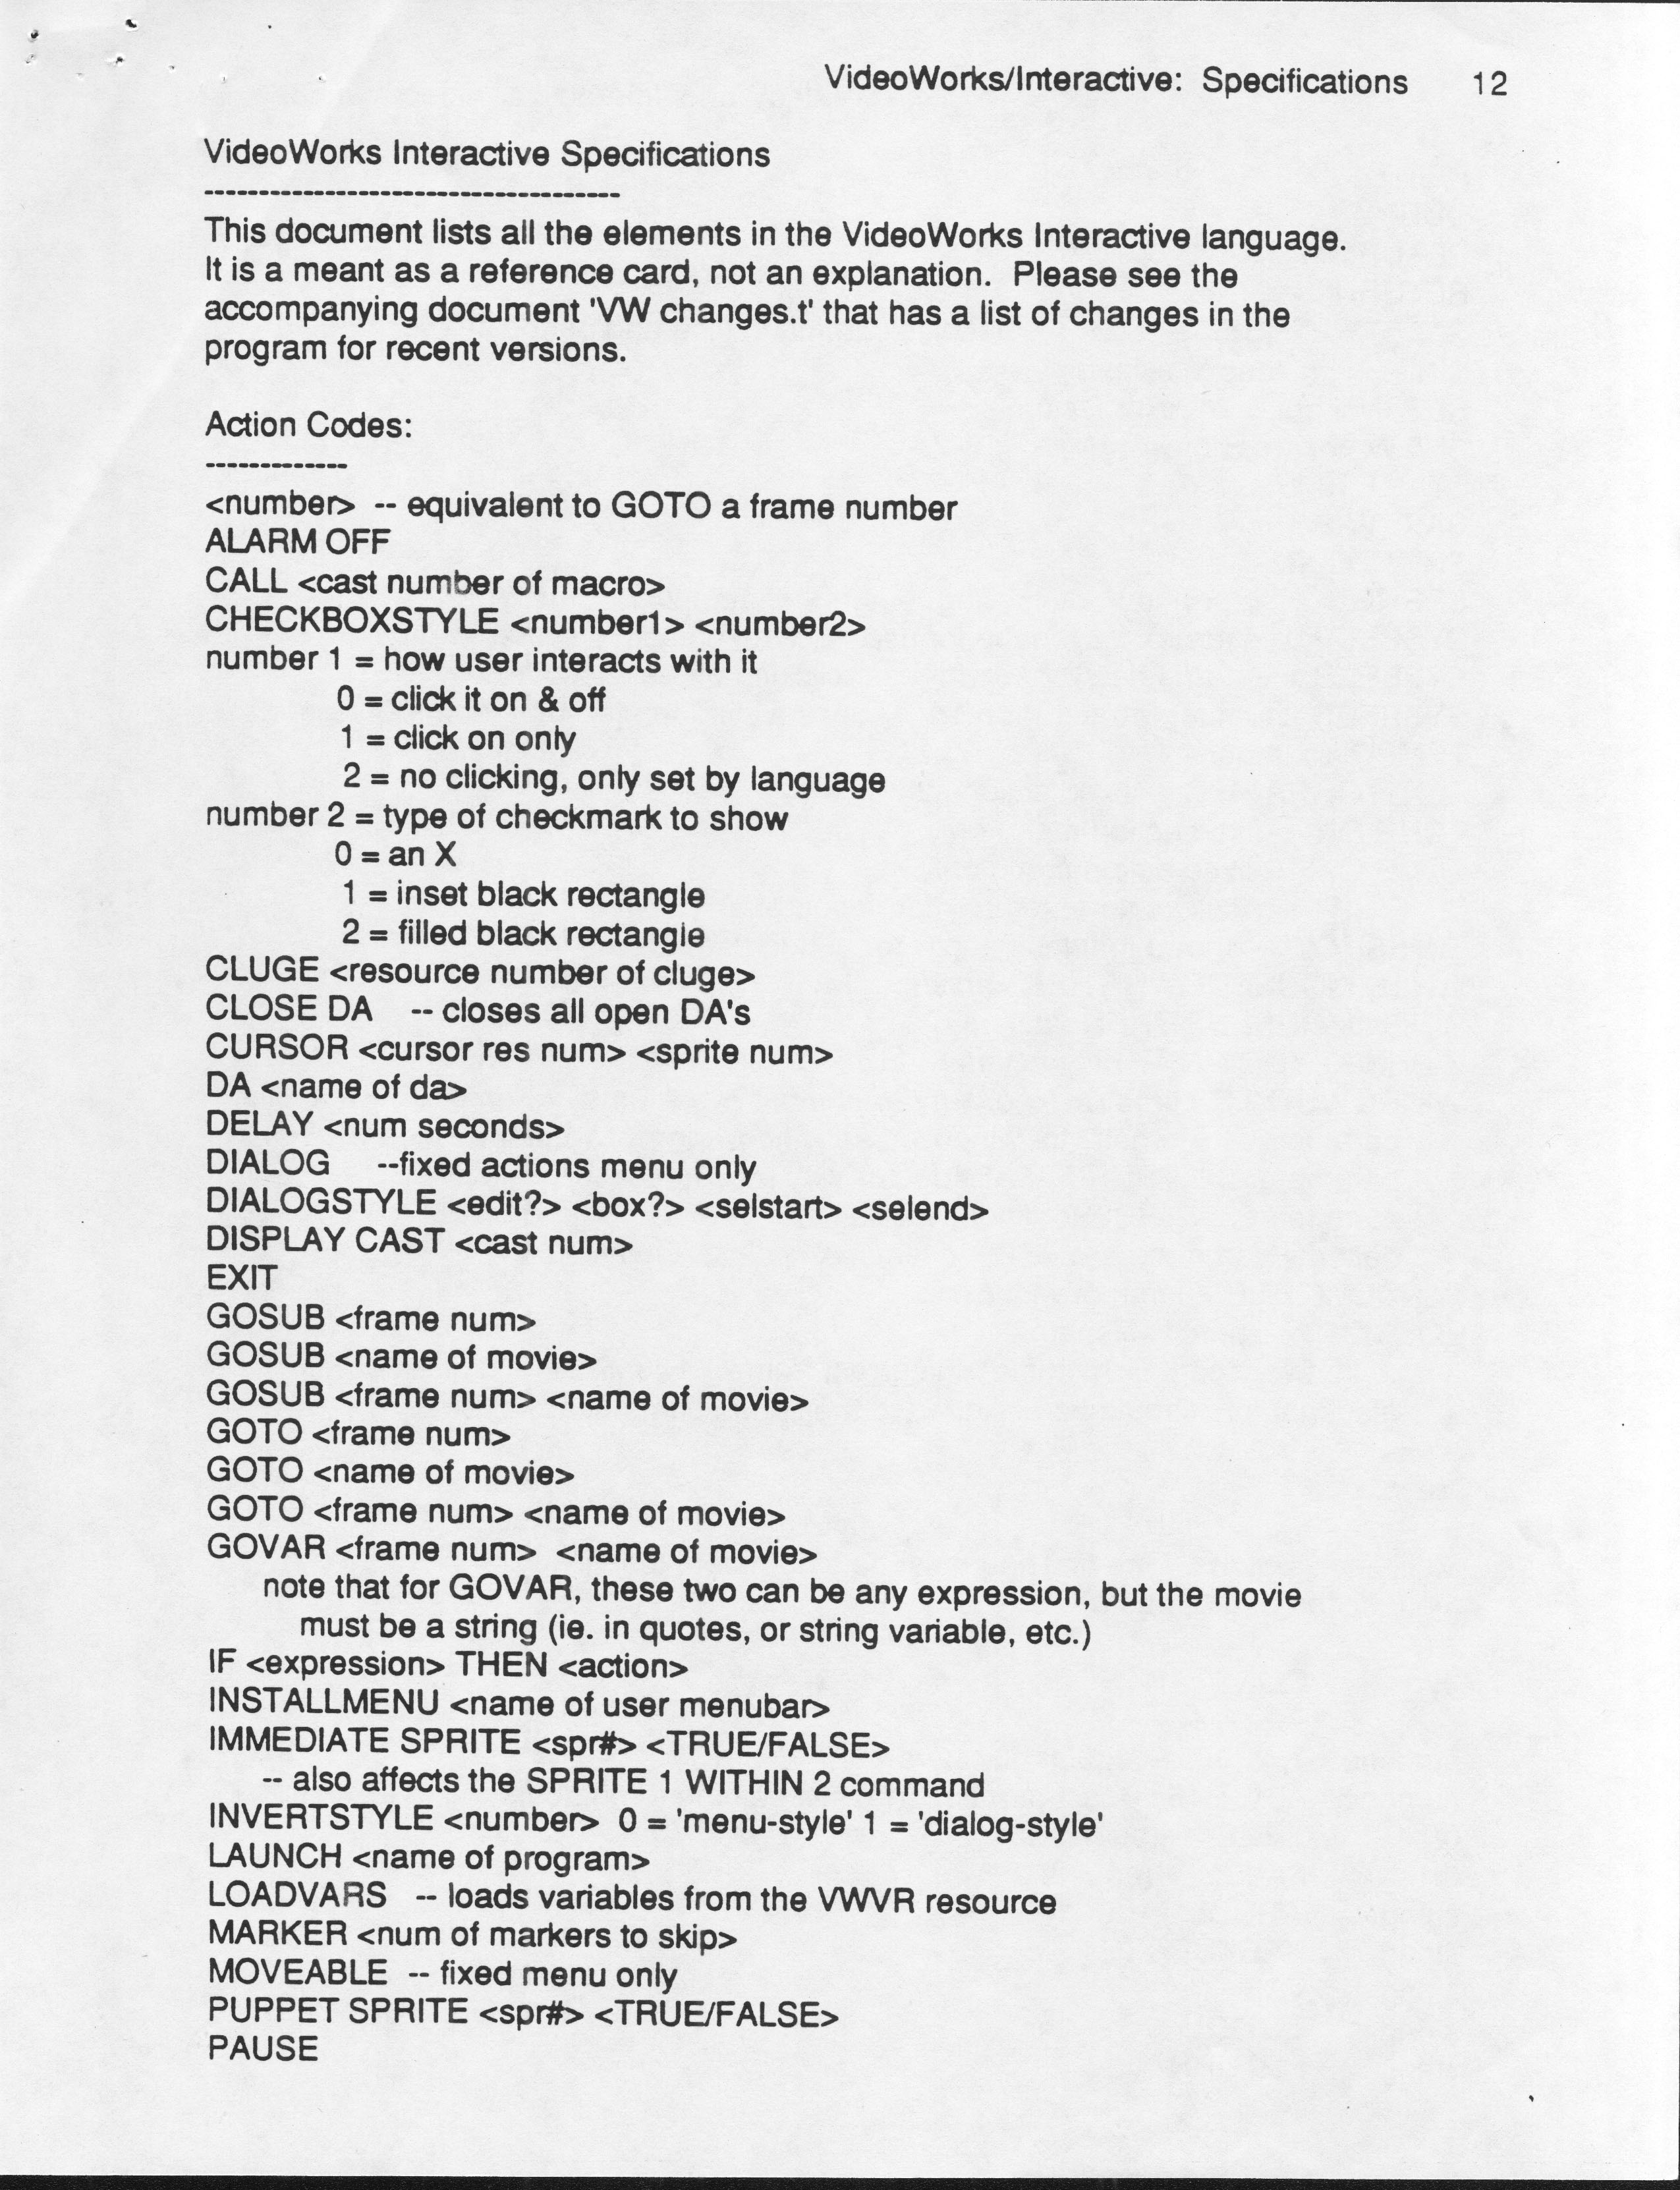 VideoWorks/Interactive: Specifications 12
VideoWorks Interactive Specifications
--------------------------------------
This document lists all the elements in the VideoWorks Interactive language.
It is a meant as a reference card, not an explanation. Please see the
accompanying document 'VW changes.t' that has a list of changes in the
program for recent versions.
Action Codes:
-------------
<number> -- equivalent to GOTO a frame number
ALARM OFF
CALL <cast number of macro>
CHECKBOXSTYLE <number1> <number2>
number 1 = how user interacts with it
0 = click it on & off
1 = click on only
2 = no clicking, only set by language
number 2 = type of checkmark to show
0 = an X
1 = inset black rectangle
2 = filled black rectangle
CLUGE <resource number of cluge>
CLOSE DA -- closes all open DA's
CURSOR <cursor res num> <sprite num>
DA <name of da>
DELAY <num seconds>
DIALOG --fixed actions menu only
DIALOGSTYLE <edit?> <box?> <selstart> <selend>
DISPLAY CAST <cast num>
EXIT
GOSUB <frame num>
GOSUB <name of movie>
GOSUB <frame num> <name of movie>
GOTO <frame num>
GOTO <name of movie>
GOTO <frame num> <name of movie>
GOVAR <frame num> <name of movie>
note that for GOVAR, these two can be any expression, but the movie
must be a string (ie. in quotes, or string variable, etc.)
IF <expression> THEN <action>
INSTALLMENU <name of user menubar>
IMMEDIATE SPRITE <spr#> <TRUE/FALSE>
-- also affects the SPRITE 1 WITHIN 2 command
INVERTSTYLE <number> 0 = 'menu-style' 1 = 'dialog-style'
LAUNCH <name of program>
LOADVARS -- loads variables from the VWVR resource
MARKER <num of markers to skip>
MOVEABLE -- fixed menu only
PUPPET SPRITE <spr#> <TRUE/FALSE>
PAUSE